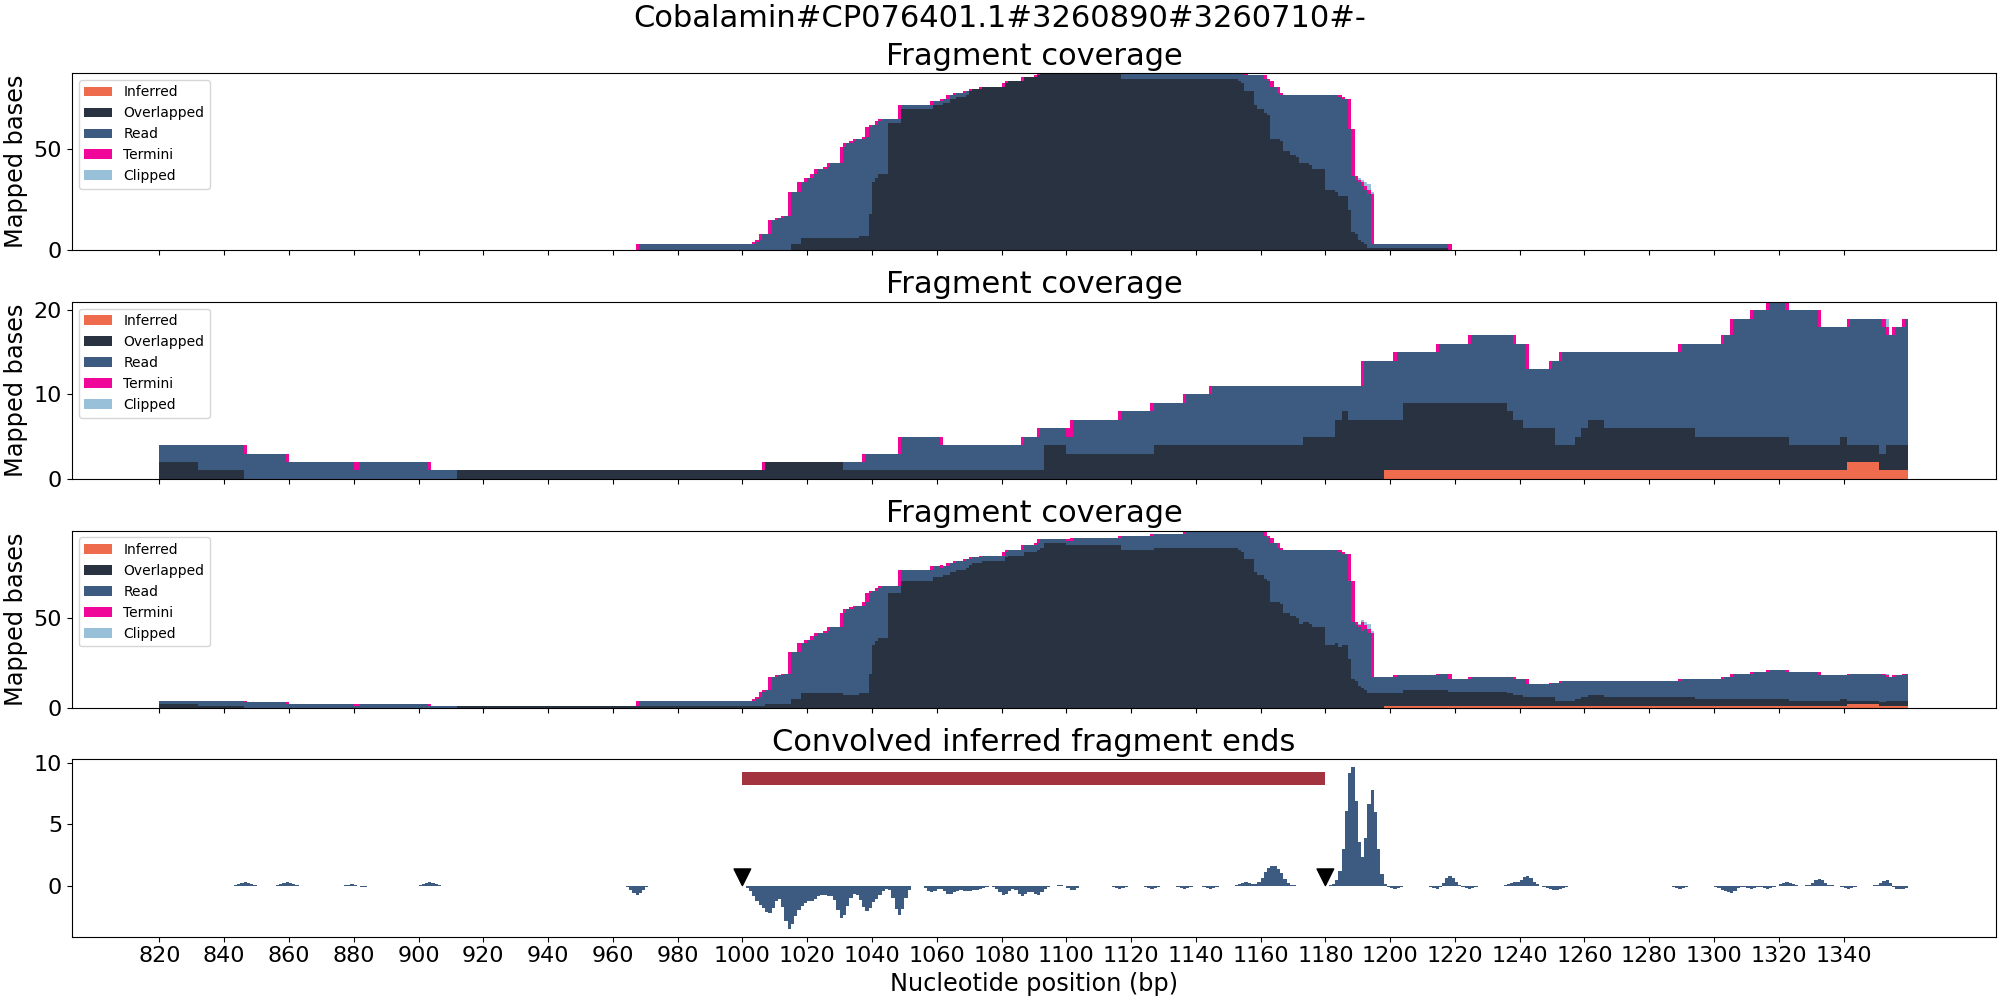 Cobalamin#CP076401.1#3260890#3260710#-
Fragment coverage
Mapped bases
50
0
Inferred
Overlapped
Read
Termini
Clipped
Fragment coverage
Mapped bases
20
10
0
Inferred
Overlapped
Read
Termini
Clipped
Fragment coverage
Mapped bases
50
0
Inferred
Overlapped
Read
Termini
Clipped
Convolved inferred fragment ends
10
5
0
820 840 860 880 900 920 940 960 980 1000 1020 1040 1060 1080 1100 1120 1140 1160 1180 1200 1220 1240 1260 1280 1300 1320 1340
Nucleotide position (bp)